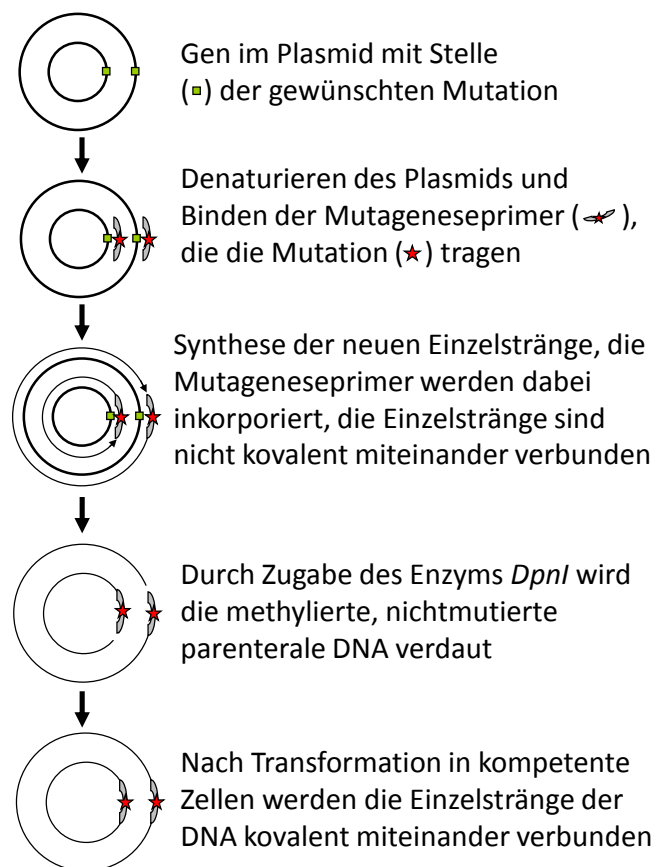 Gen im Plasmid mit Stelle
(▪) der gewünschten Mutation
Denaturieren des Plasmids und
Binden der Mutageneseprimer ( ),
die die Mutation (★) tragen
Synthese der neuen Einzelstränge, die
Mutageneseprimer werden dabei
inkorporiert, die Einzelstränge sind
nicht kovalent miteinander verbunden
Durch Zugabe des Enzyms DpnI wird
die methylierte, nichtmutierte
parenterale DNA verdaut
Nach Transformation in kompetente
Zellen werden die Einzelstränge der
DNA kovalent miteinander verbunden